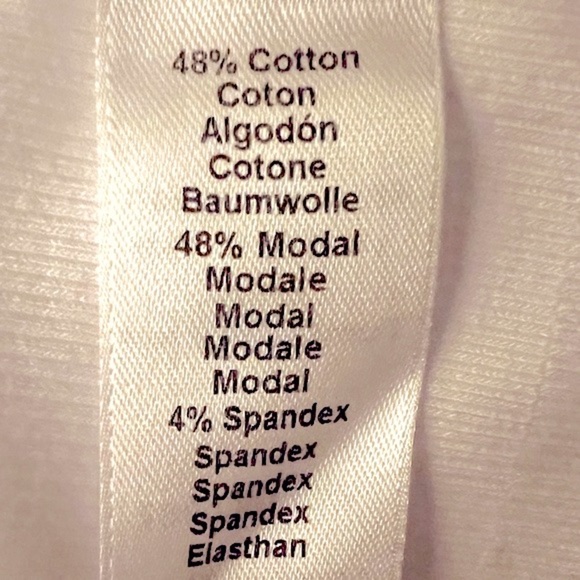 48% Cotton
Coton
Algodón
Cotone
Baumwolle
48% Modal
Modale
Modal
Modale
Modal
4% Spandex
Spandex
Spandex
Spandex
Elasthan